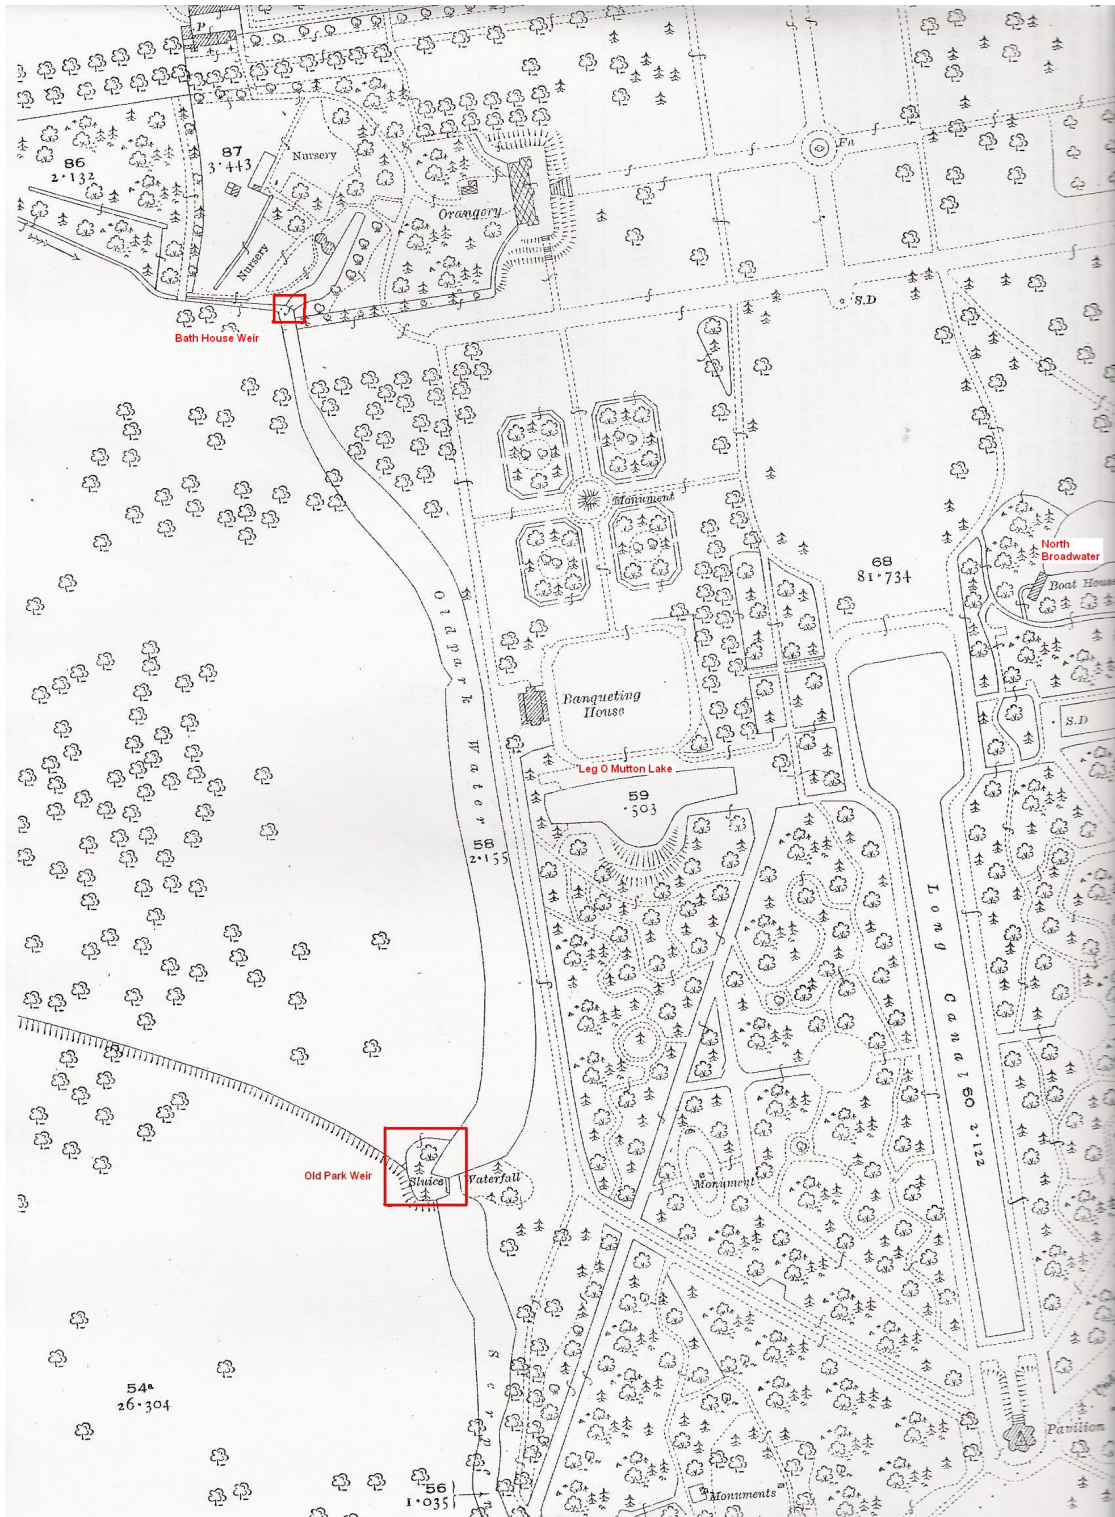 P
86
2·132
87
3·443
Nursery
Orangery
Nursery
Fn
S.D
Bath House Weir
Monument
North
Broadwater
68
81·734
Boat House
Oldpark Water
Banqueting
House
S.D
Leg O Mutton Lake
59
·503
58
2·155
Long Canal
60
2·122
Old Park Weir
Sluice
Waterfall
Monument
54a
26·304
Pavilion
56
1·035
Monuments